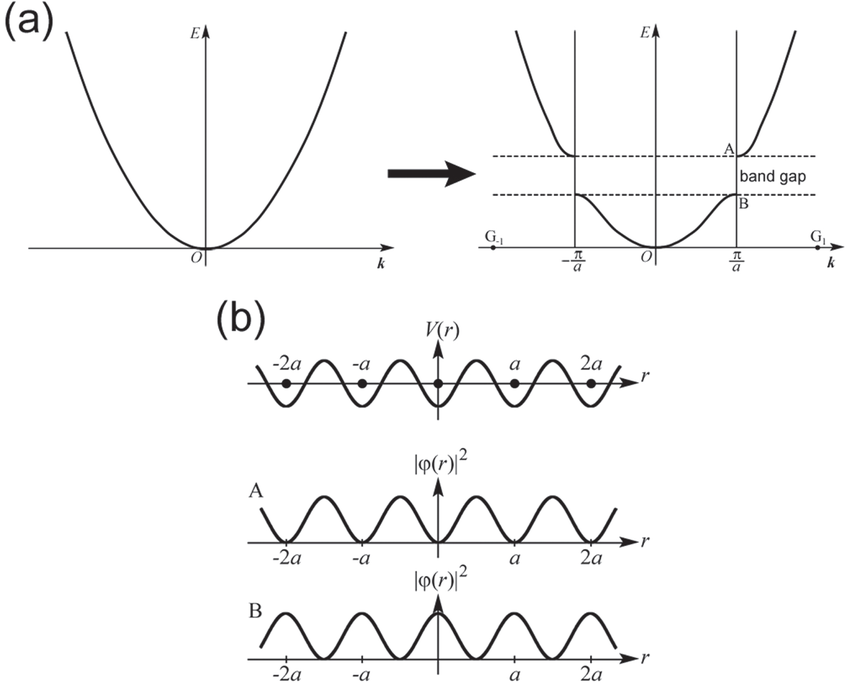 (a)
E
O
k
E
A
band gap
B
G-1
-π/a
O
π/a
G1
k
(b)
V(r)
-2a -a a 2a r
|φ(r)|²
A
-2a -a a 2a r
|φ(r)|²
B
-2a -a a 2a r